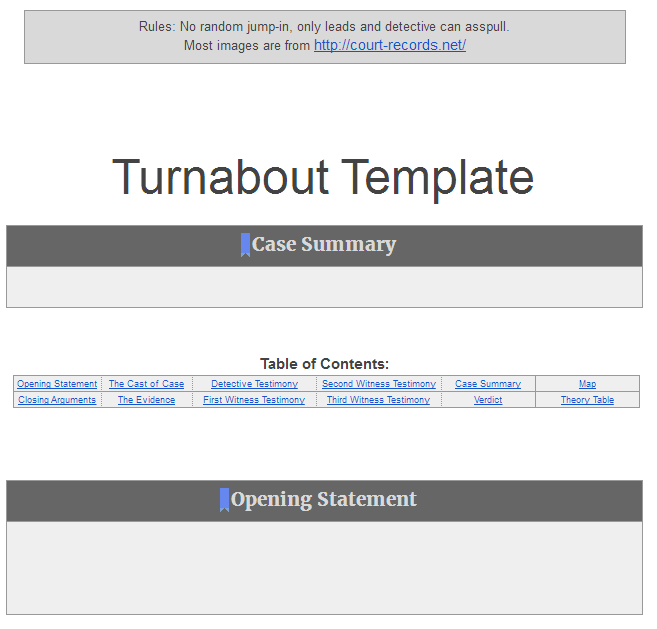 Rules: No random jump-in, only leads and detective can asspull.
Most images are from http://court-records.net/
Turnabout Template
Case Summary
Table of Contents:
Opening Statement The Cast of Case Detective Testimony Second Witness Testimony Case Summary Map
Closing Arguments The Evidence First Witness Testimony Third Witness Testimony Verdict Theory Table
Opening Statement